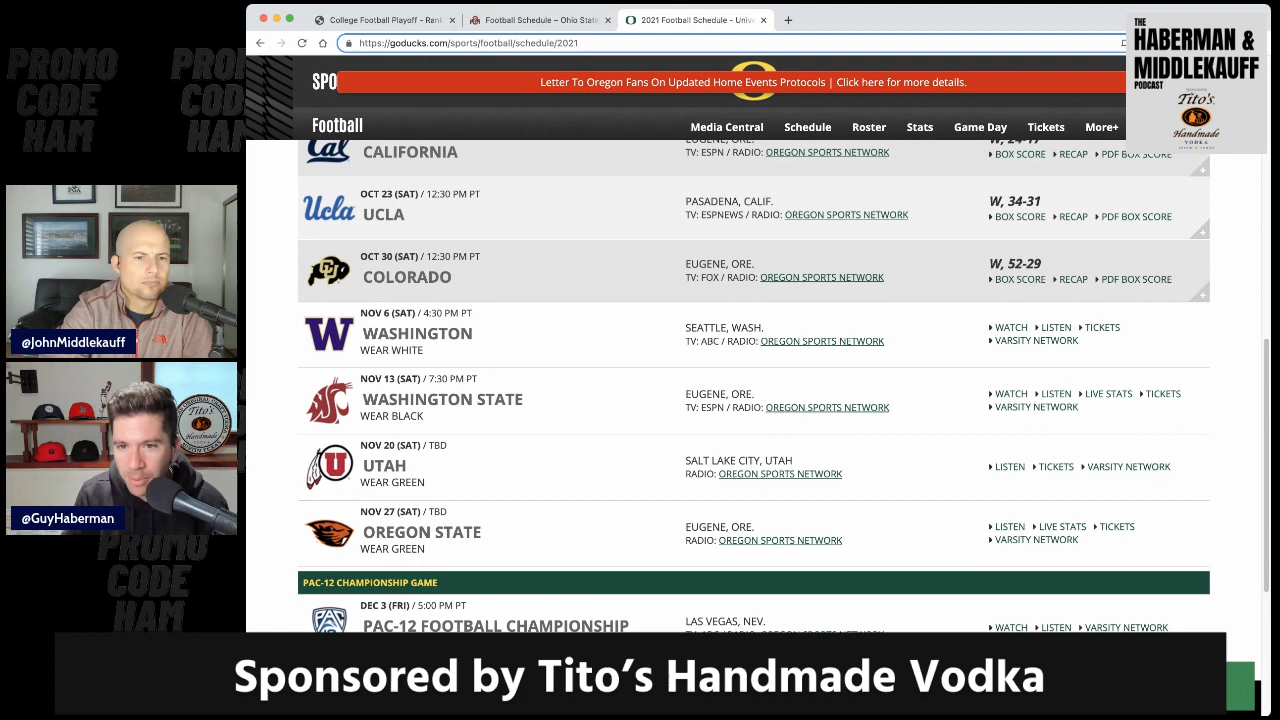 College Football Playoff - Rank
Football Schedule – Ohio State
2021 Football Schedule - Unive
https://goducks.com/sports/football/schedule/2021
THE
HABERMAN &
MIDDLEKAUFF
PODCAST
Tito's
Handmade
VODKA
PROMO
CODE
HAM
SPO
Letter To Oregon Fans On Updated Home Events Protocols | Click here for more details.
Football
Media Central
Schedule
Roster
Stats
Game Day
Tickets
More+
Cal
CALIFORNIA
TV: ESPN / RADIO: OREGON SPORTS NETWORK
BOX SCORE RECAP PDF BOX SCORE
Ucla
OCT 23 (SAT) / 12:30 PM PT
UCLA
PASADENA, CALIF.
TV: ESPNEWS / RADIO: OREGON SPORTS NETWORK
W, 34-31
BOX SCORE RECAP PDF BOX SCORE
CU
OCT 30 (SAT) / 12:30 PM PT
COLORADO
EUGENE, ORE.
TV: FOX / RADIO: OREGON SPORTS NETWORK
W, 52-29
BOX SCORE RECAP PDF BOX SCORE
W
NOV 6 (SAT) / 4:30 PM PT
WASHINGTON
WEAR WHITE
SEATTLE, WASH.
TV: ABC / RADIO: OREGON SPORTS NETWORK
WATCH LISTEN TICKETS
VARSITY NETWORK
NOV 13 (SAT) / 7:30 PM PT
WASHINGTON STATE
WEAR BLACK
EUGENE, ORE.
TV: ESPN / RADIO: OREGON SPORTS NETWORK
WATCH LISTEN LIVE STATS TICKETS
VARSITY NETWORK
U
NOV 20 (SAT) / TBD
UTAH
WEAR GREEN
SALT LAKE CITY, UTAH
RADIO: OREGON SPORTS NETWORK
LISTEN TICKETS VARSITY NETWORK
NOV 27 (SAT) / TBD
OREGON STATE
WEAR GREEN
EUGENE, ORE.
RADIO: OREGON SPORTS NETWORK
LISTEN LIVE STATS TICKETS
VARSITY NETWORK
PAC-12 CHAMPIONSHIP GAME
PAC
DEC 3 (FRI) / 5:00 PM PT
PAC-12 FOOTBALL CHAMPIONSHIP
LAS VEGAS, NEV.
WATCH LISTEN VARSITY NETWORK
@JohnMiddlekauff
Tito's
Handmade
@GuyHaberman
PROMO
CODE
HAM
Sponsored by Tito's Handmade Vodka